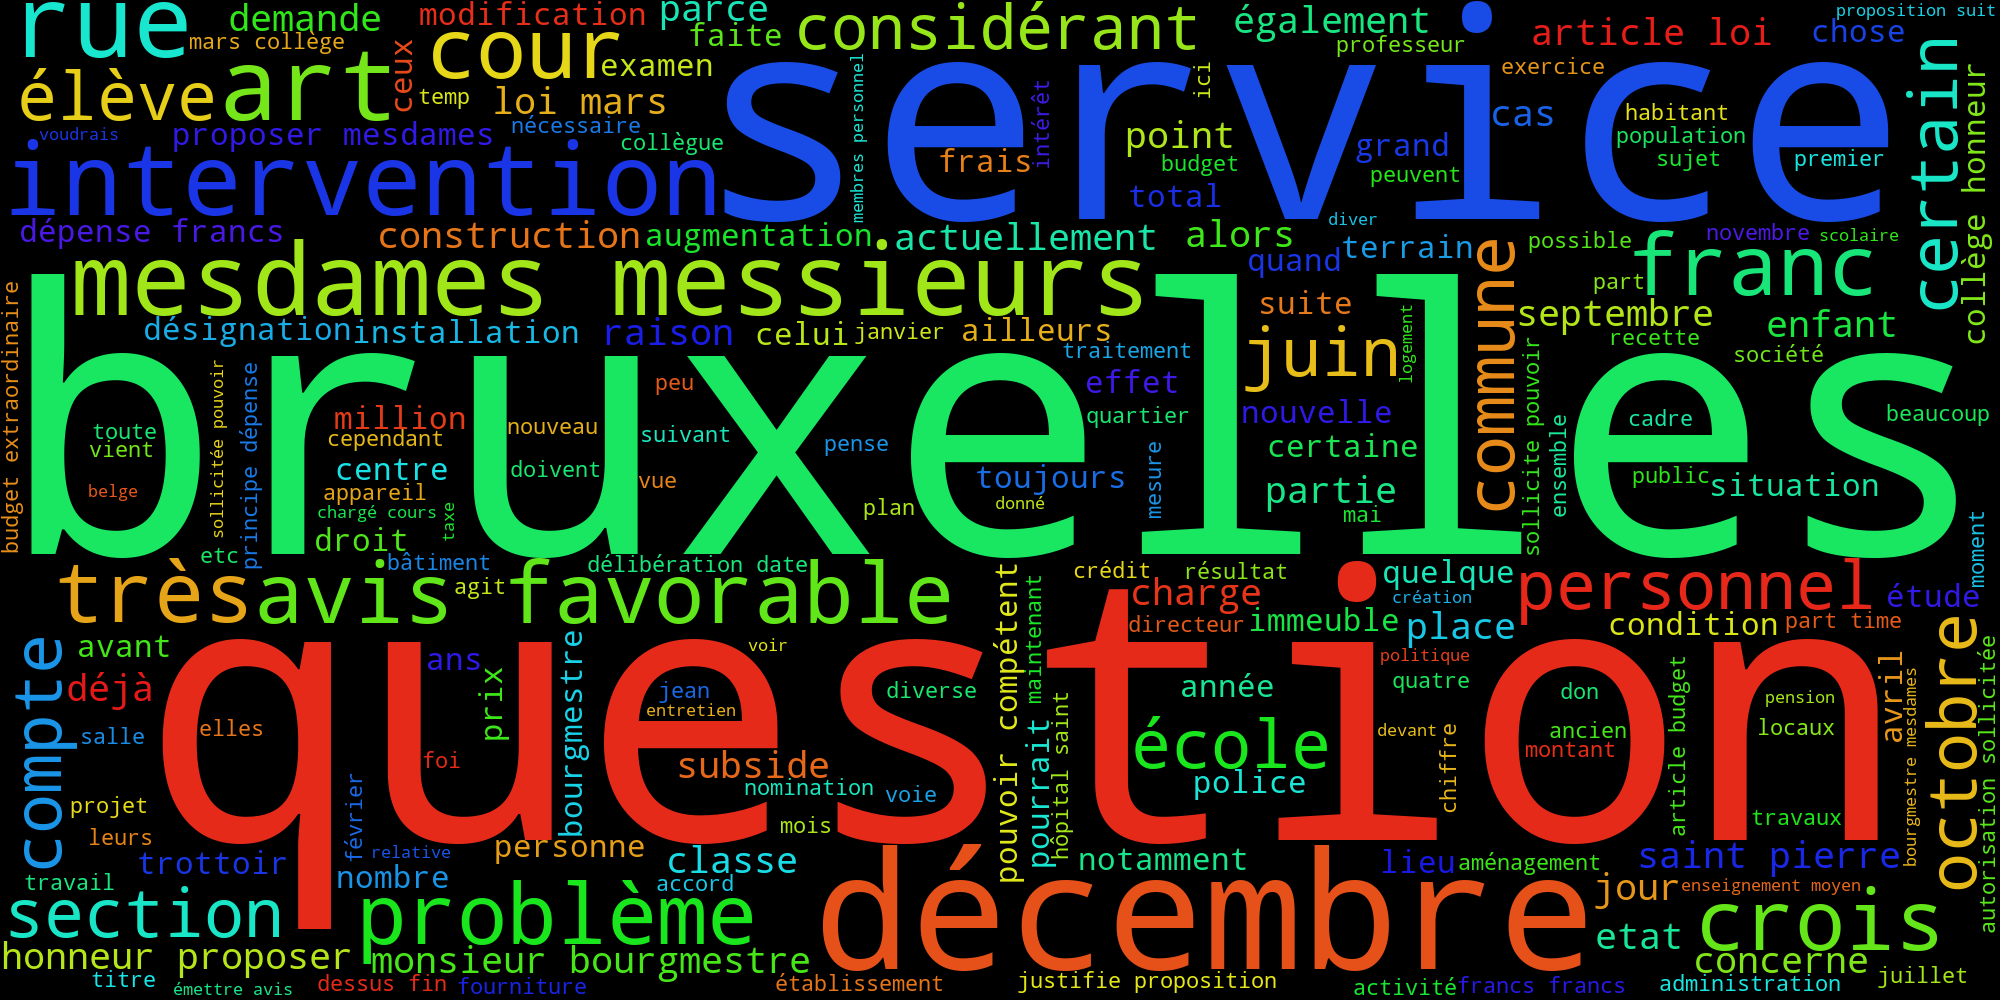 rue
mars collège
demande
modification
parce
considérant
également
professeur
article loi
proposition suit
chose
élève
art
ceux
cour
faite
examen
temp
loi mars
service
ici
exercice
cas
habitant
population
sujet
premier
certain
collège honneur
voudrais
proposer mesdames
nécessaire
collègue
membres personnel
frais
intérêt
point
budget
total
grand
peuvent
intervention
dépense francs
construction
augmentation
actuellement
alors
diver
quand
terrain
possible
part
novembre
scolaire
franc
mesdames messieurs
budget extraordinaire
désignation
installation
raison
celui
janvier
ailleurs
traitement
suite
juin
logement
commune
septembre
recette
enfant
société
bruxelles
toute
vient
belge
sollicitée pouvoir
principe dépense
million
cependant
centre
appareil
chargé cours
droit
taxe
peu
nouveau
doivent
suivant
vue
pense
plan
effet
quartier
toujours
donné
mesure
nouvelle
certaine
partie
mai
sollicite pouvoir
ensemble
cadre
public
situation
beaucoup
moment
etc
bâtiment
délibération date
très
avis favorable
agit
crédit
résultat
quelque
création
personnel
étude
charge
directeur
immeuble
place
condition
part time
pouvoir compétent
maintenant
compte
avant
déjà
salle
projet
leurs
question
elles
ans
foi
prix
bourgmestre
voir
jean
entretien
subside
nomination
voie
mois
diverse
pourrait
hôpital saint
année
école
police
politique
quatre
devant
chiffre
don
ancien
montant
article budget
pension
locaux
travaux
avril
bourgmestre mesdames
octobre
autorisation sollicitée
trottoir
février
relative
nombre
personne
classe
accord
notamment
lieu
aménagement
saint pierre
travail
section
problème
décembre
jour
enseignement moyen
crois
etat
honneur proposer
monsieur bourgmestre
concerne
titre
émettre avis
dessus fin
fourniture
établissement
justifie proposition
activité
francs francs
administration
juillet